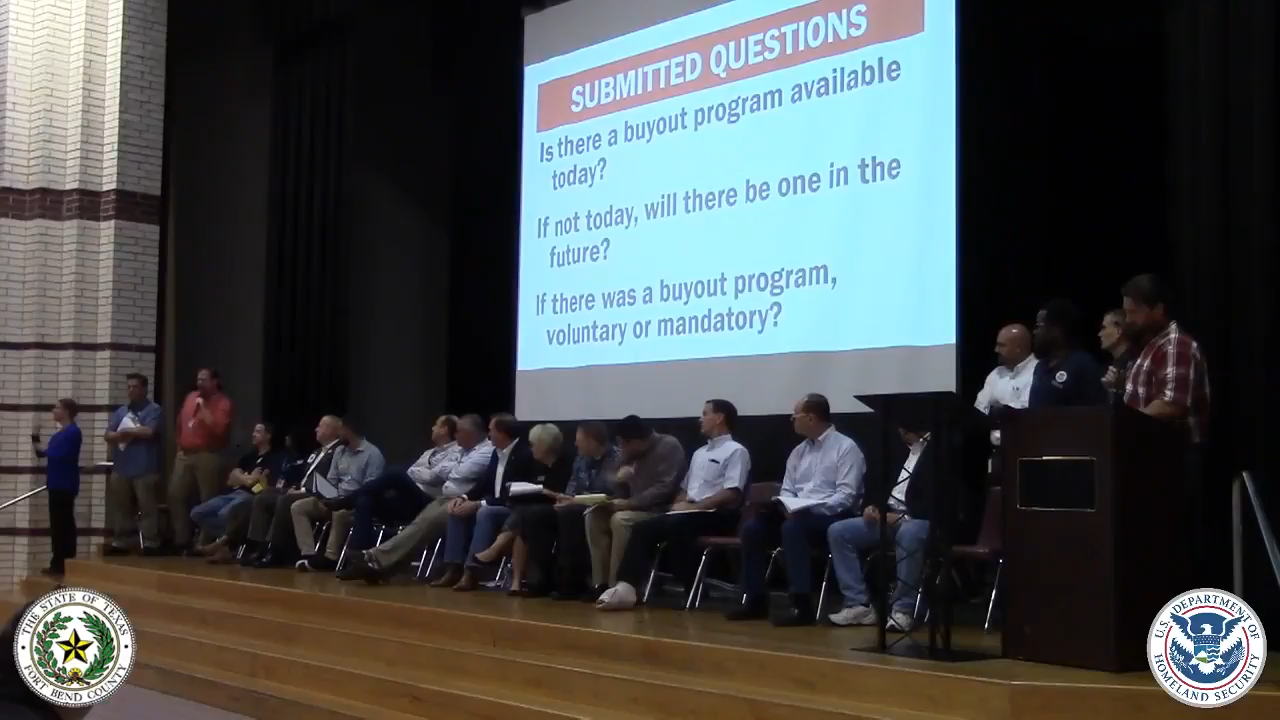 SUBMITTED QUESTIONS
Is there a buyout program available
today?
If not today, will there be one in the
future?
If there was a buyout program,
voluntary or mandatory?
THE STATE OF TEXAS
FORT BEND COUNTY
U.S. DEPARTMENT OF
HOMELAND SECURITY